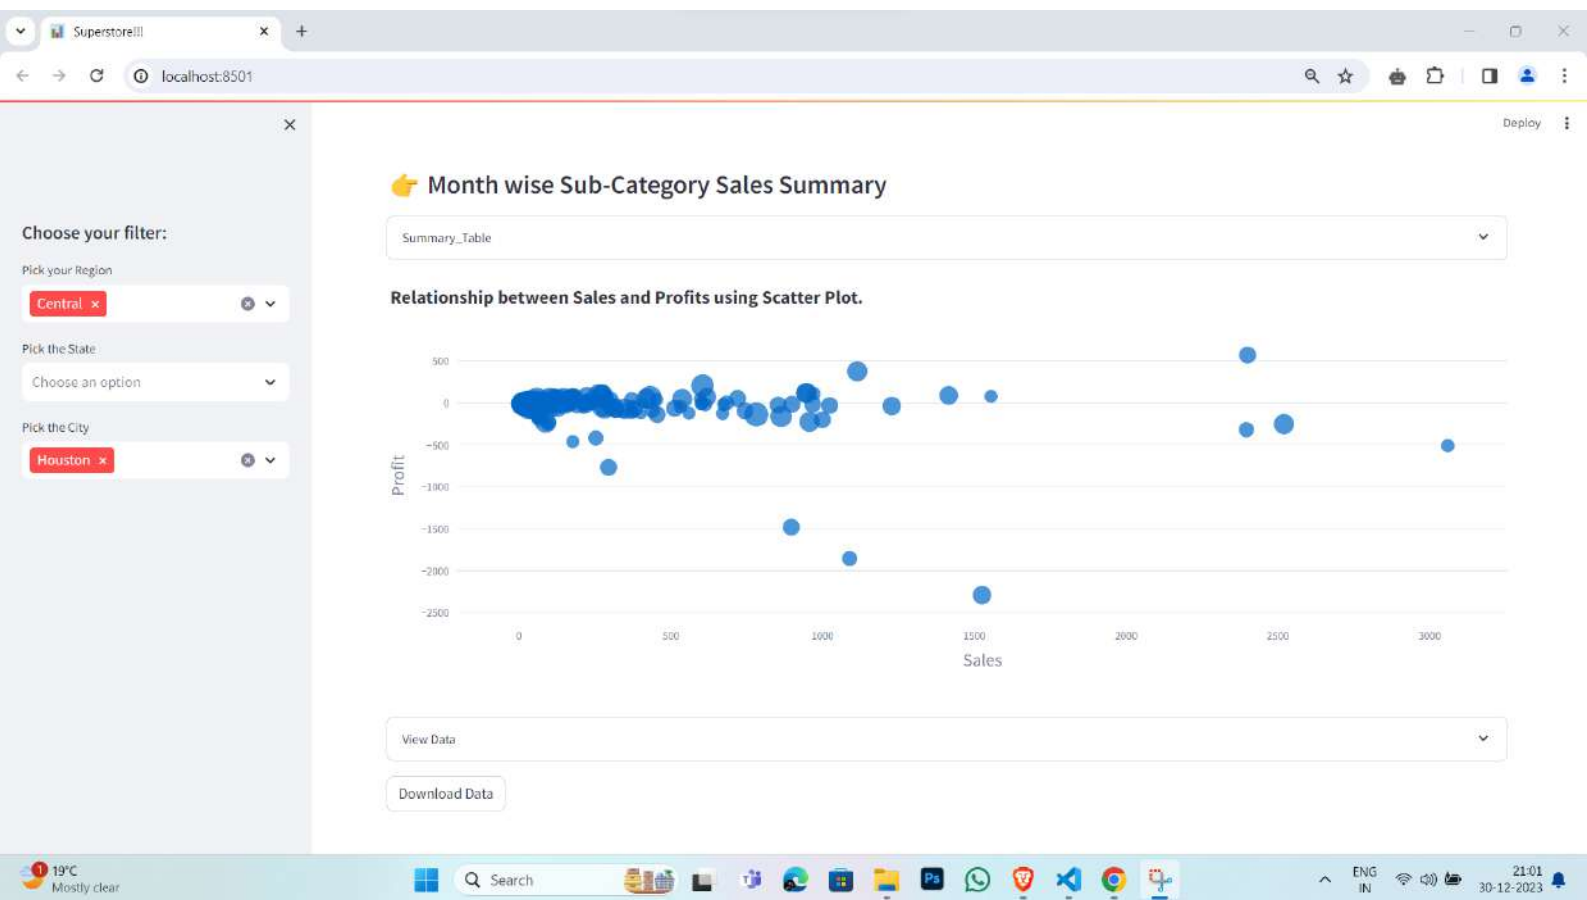 Superstore!!!
localhost:8501
Deploy
👉 Month wise Sub-Category Sales Summary
Summary_Table
Choose your filter:
Pick your Region
Central ×
Pick the State
Choose an option
Pick the City
Houston ×
Relationship between Sales and Profits using Scatter Plot.
500
0
−500
−1000
−1500
−2000
−2500
Profit
0 500 1000 1500 2000 2500 3000
Sales
View Data
Download Data
1
19°C
Mostly clear
Search
Ps
ENG
IN
21:01
30-12-2023